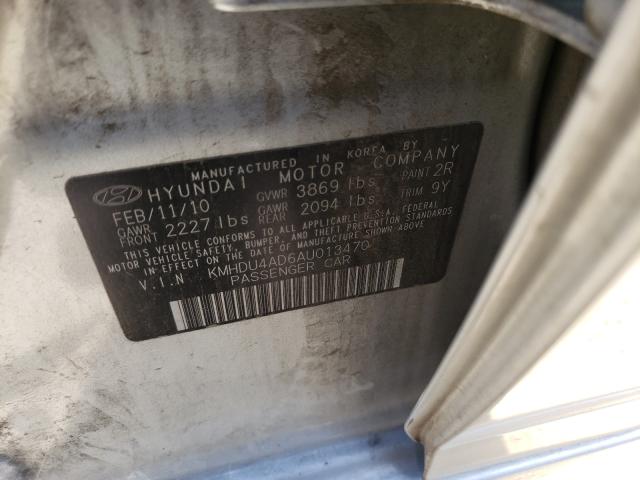 MANUFACTURED IN KOREA BY
HYUNDAI MOTOR COMPANY
FEB/11/10 GVWR 3869 lbs PAINT 2R
GAWR FRONT 2227 lbs GAWR REAR 2094 lbs TRIM 9Y
THIS VEHICLE CONFORMS TO ALL APPLICABLE U.S.A. FEDERAL
MOTOR VEHICLE SAFETY, BUMPER, AND THEFT PREVENTION STANDARDS
IN EFFECT ON THE DATE OF MANUFACTURE SHOWN ABOVE
V.I.N KMHDU4AD6AU013470
PASSENGER CAR